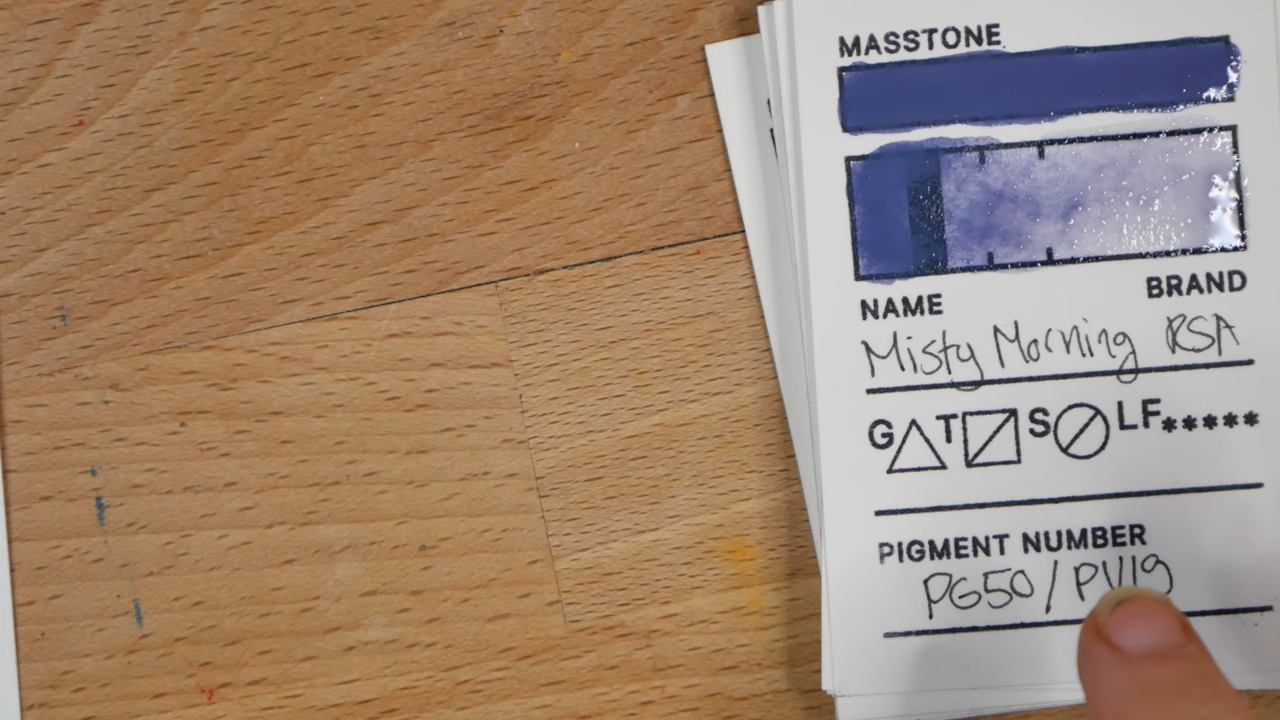 MASSTONE
NAME BRAND
Misty Morning RSA
G T S LF*****
PIGMENT NUMBER
PG50/PV19